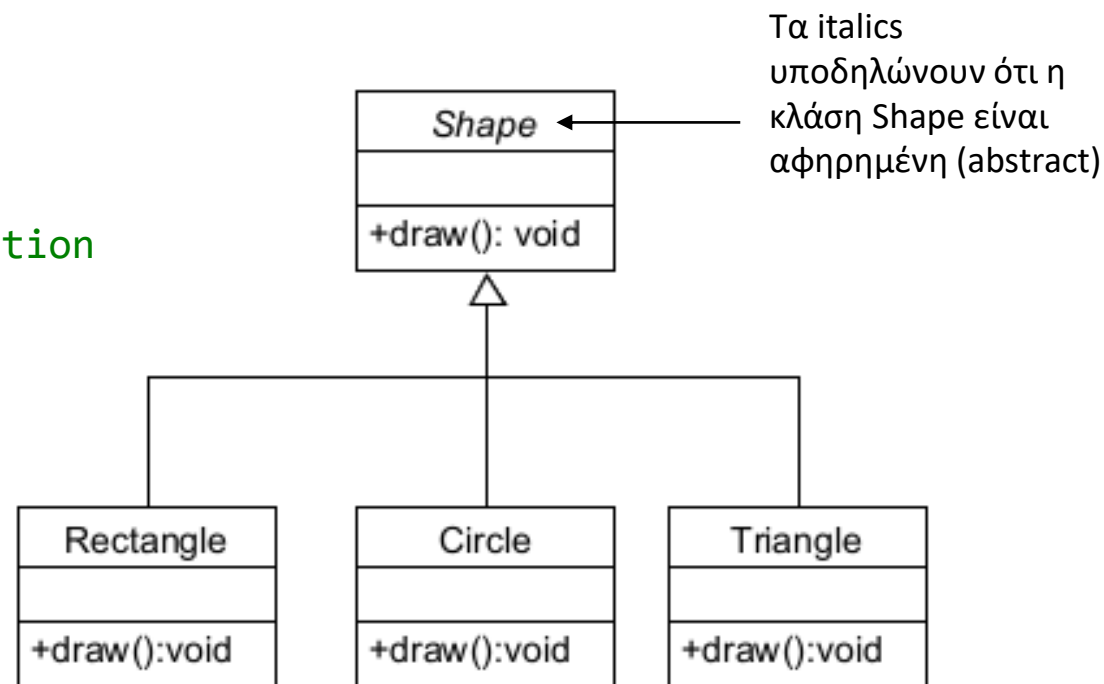 Τα italics
υποδηλώνουν ότι η
κλάση Shape είναι
αφηρημένη (abstract)
Shape
+draw(): void
tion
Rectangle
+draw():void
Circle
+draw():void
Triangle
+draw():void